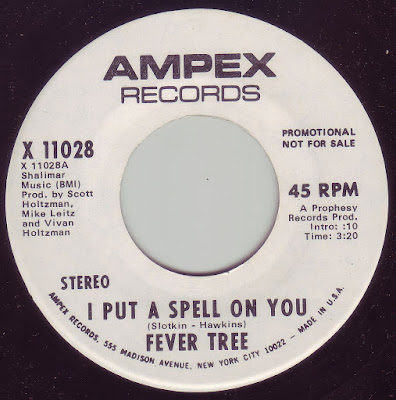 AMPEX
RECORDS
X 11028
X 11028A
Shalimar
Music (BMI)
Prod. by Scott
Holtzman,
Mike Leitz
and Vivan
Holtzman
PROMOTIONAL
NOT FOR SALE
45 RPM
A Prophesy
Records Prod.
Intro: :10
Time: 3:20
STEREO
I PUT A SPELL ON YOU
(Slotkin - Hawkins)
FEVER TREE
AMPEX RECORDS, 555 MADISON AVENUE, NEW YORK CITY 10022 - MADE IN U.S.A.